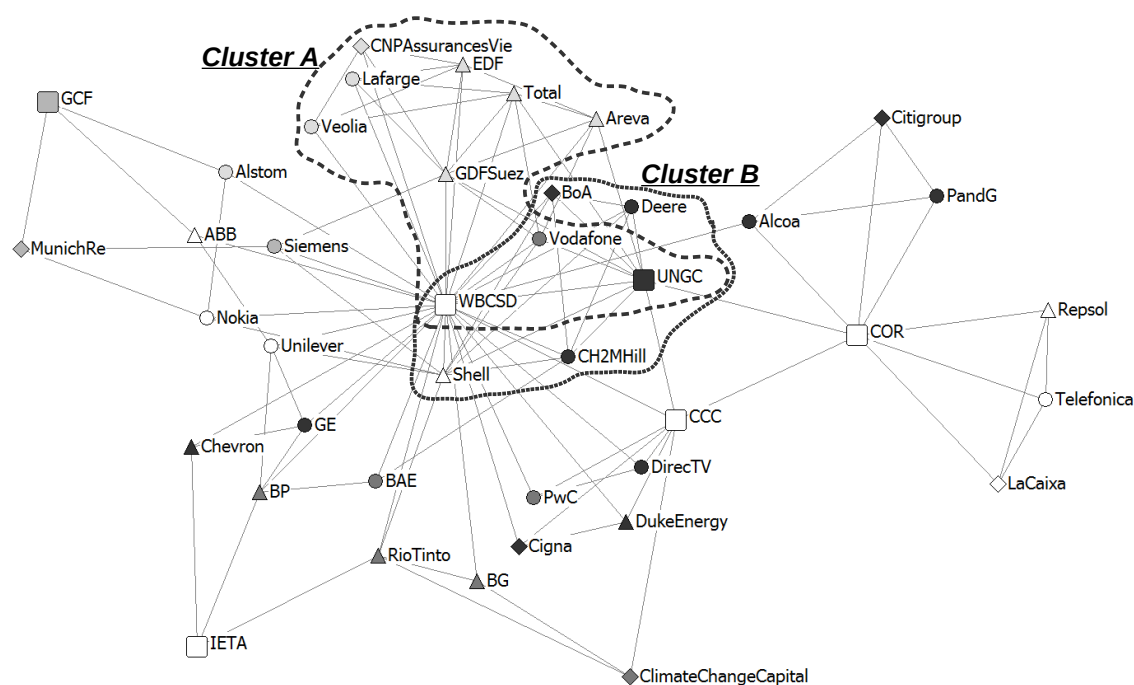 CNPAssurancesVie
Cluster A
EDF
Lafarge
Total
GCF
Areva
Citigroup
Veolia
Alstom
GDFSuez
Cluster B
BoA
Deere
PandG
Alcoa
ABB
Vodafone
MunichRe
Siemens
UNGC
WBCSD
Nokia
Repsol
COR
Unilever
CH2MHill
Shell
Telefonica
CCC
GE
Chevron
DirecTV
BAE
LaCaixa
BP
PwC
DukeEnergy
Cigna
RioTinto
BG
IETA
ClimateChangeCapital